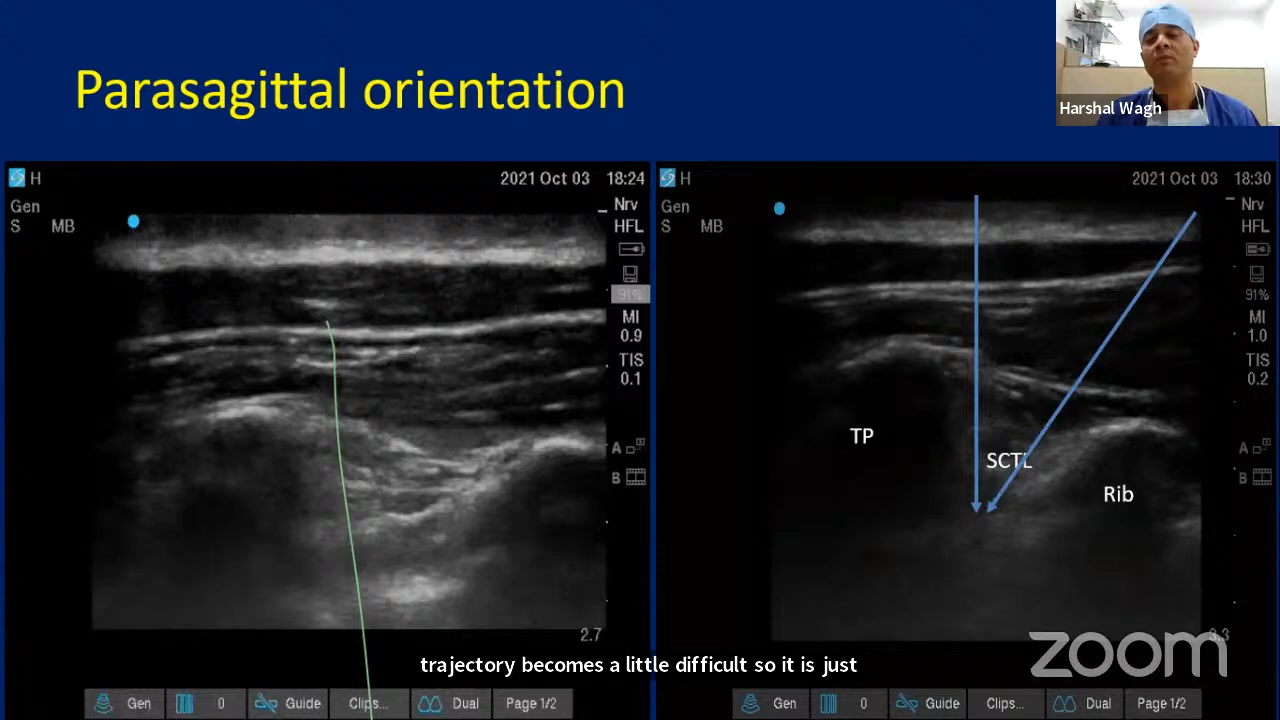 Parasagittal orientation
Harshal Wagh
H
2021 Oct 03 18:24
Gen
S MB
Nrv
HFL
91%
MI
0.9
TIS
0.1
A
B
2.7
Gen 0 Guide Clips... Dual Page 1/2
H
2021 Oct 03 18:30
Gen
S MB
Nrv
HFL
91%
MI
1.0
TIS
0.2
A
B
TP
SCTL
Rib
3.3
Gen 0 Guide Clips... Dual Page 1/2
trajectory becomes a little difficult so it is just
zoom